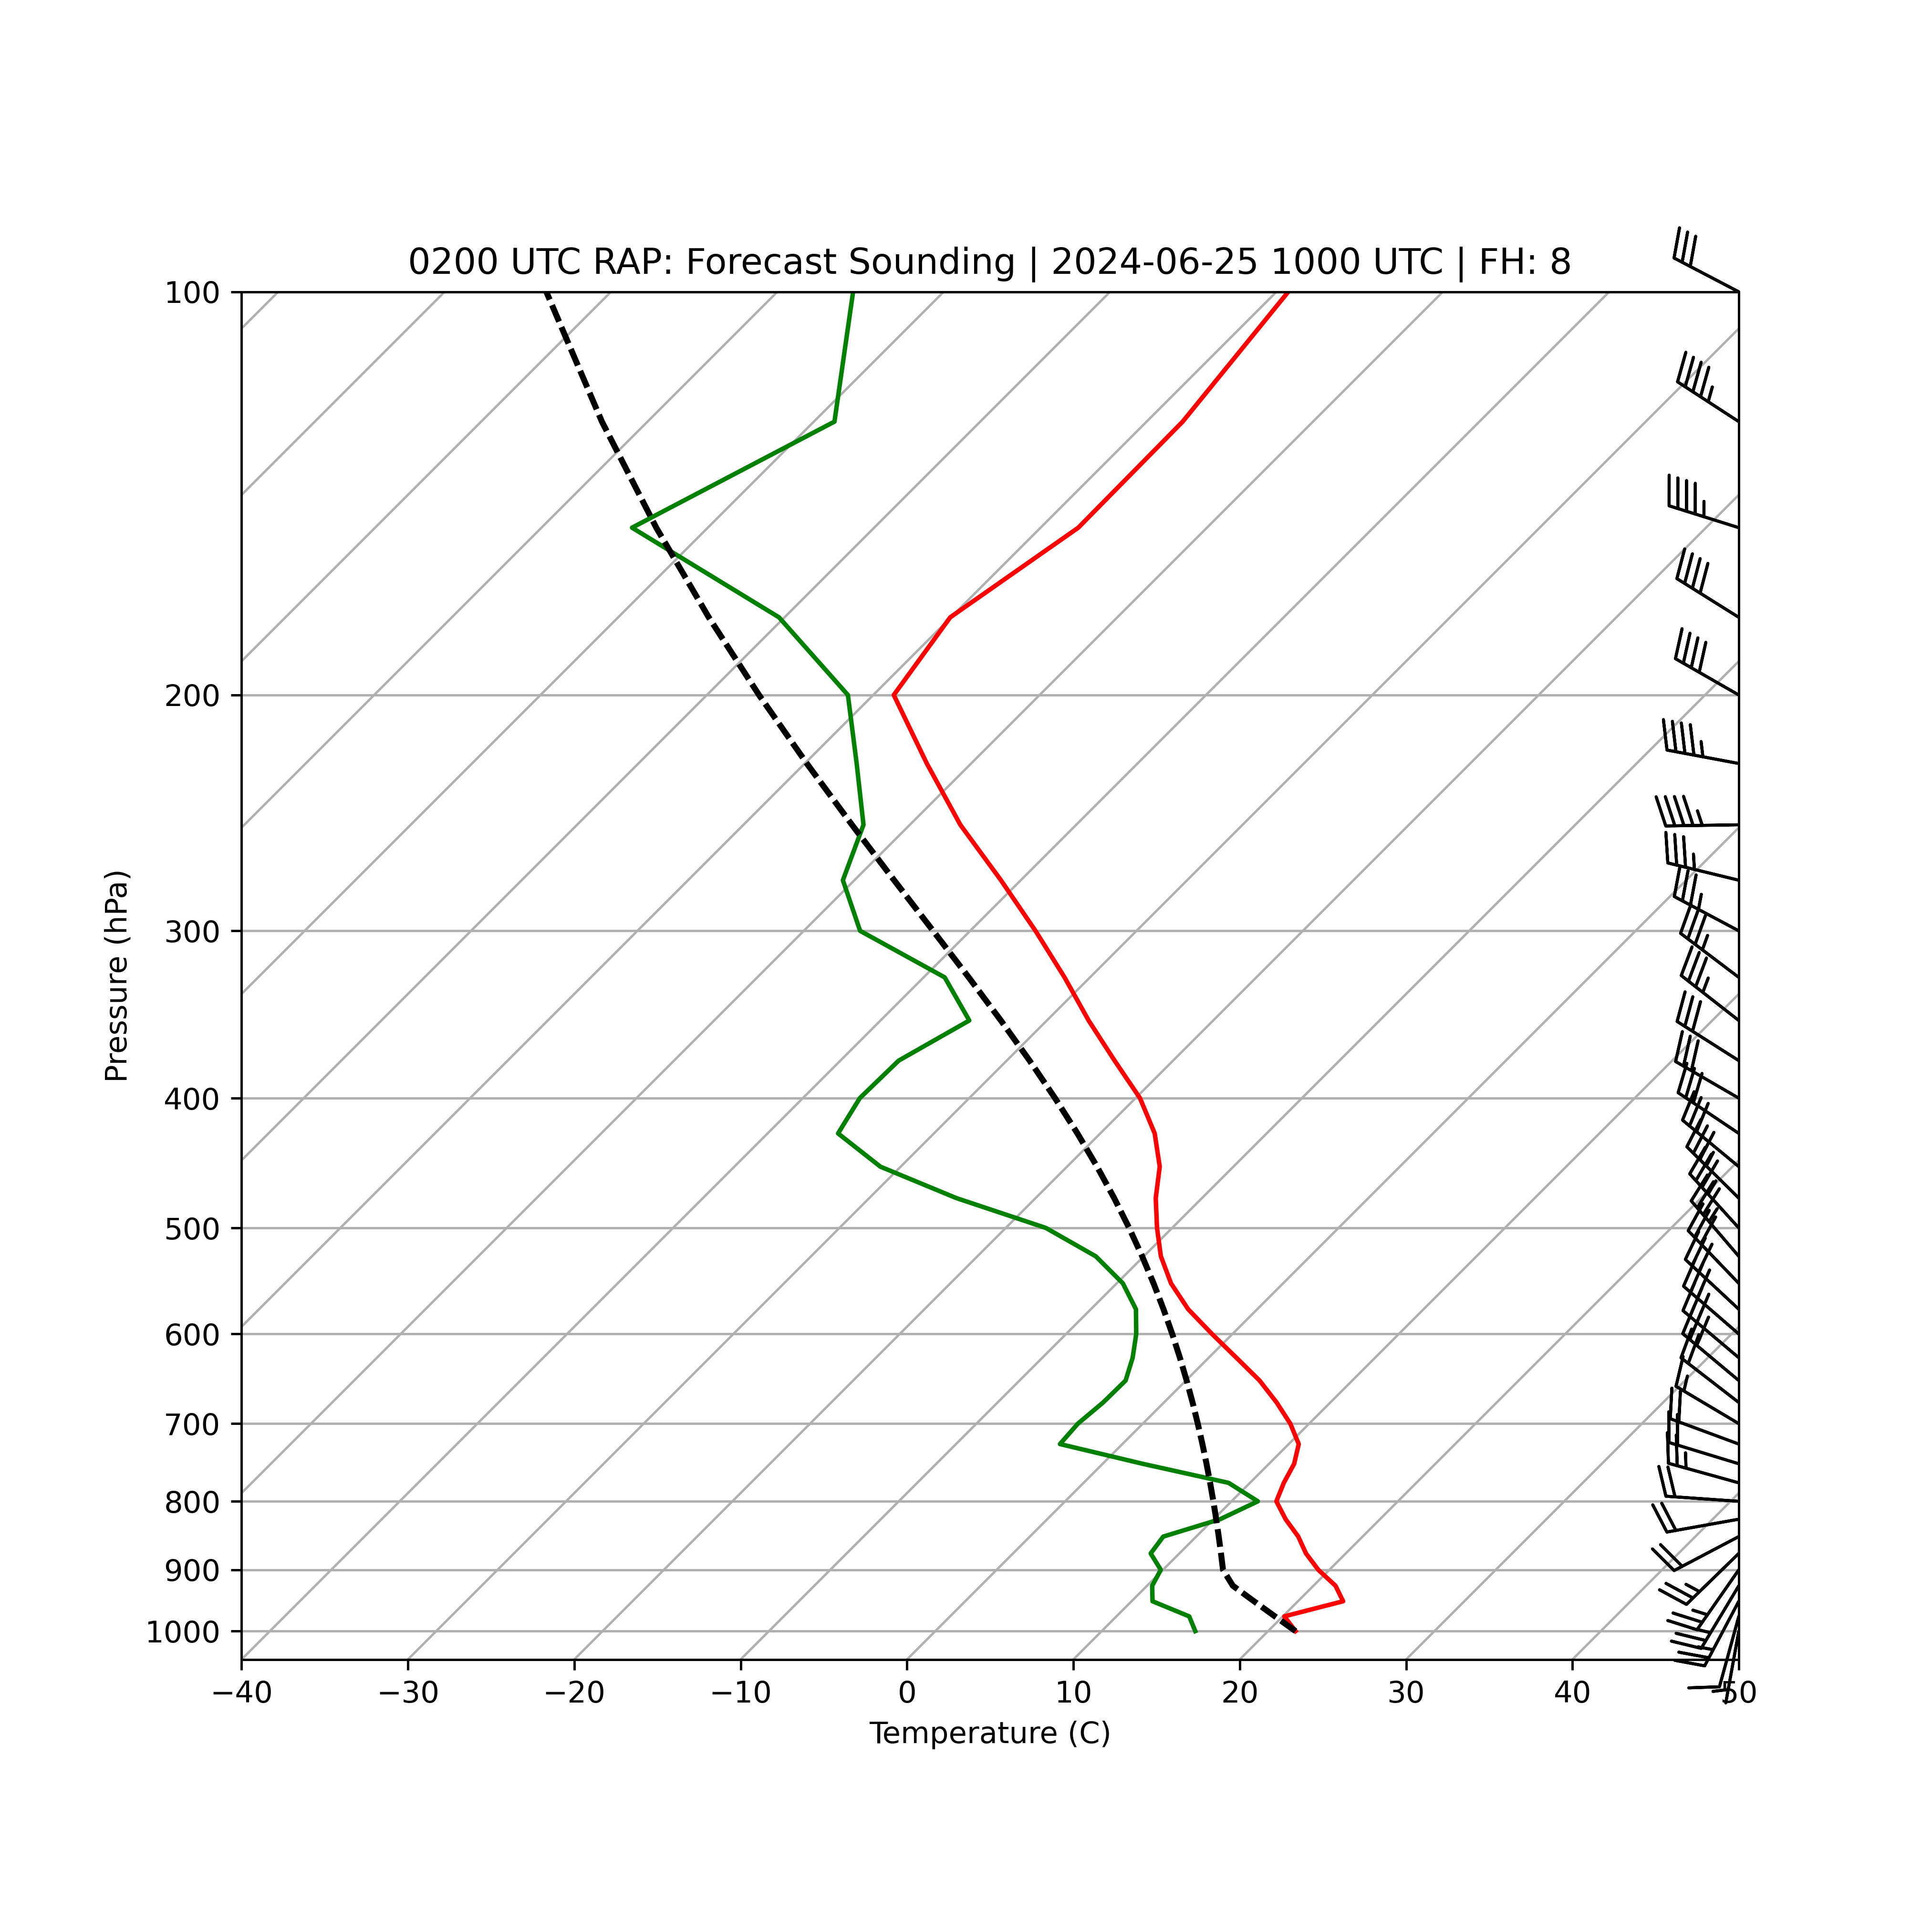 0200 UTC RAP: Forecast Sounding | 2024-06-25 1000 UTC | FH: 8
100
200
300
400
500
600
700
800
900
1000
Pressure (hPa)
−40 −30 −20 −10 0 10 20 30 40 50
Temperature (C)